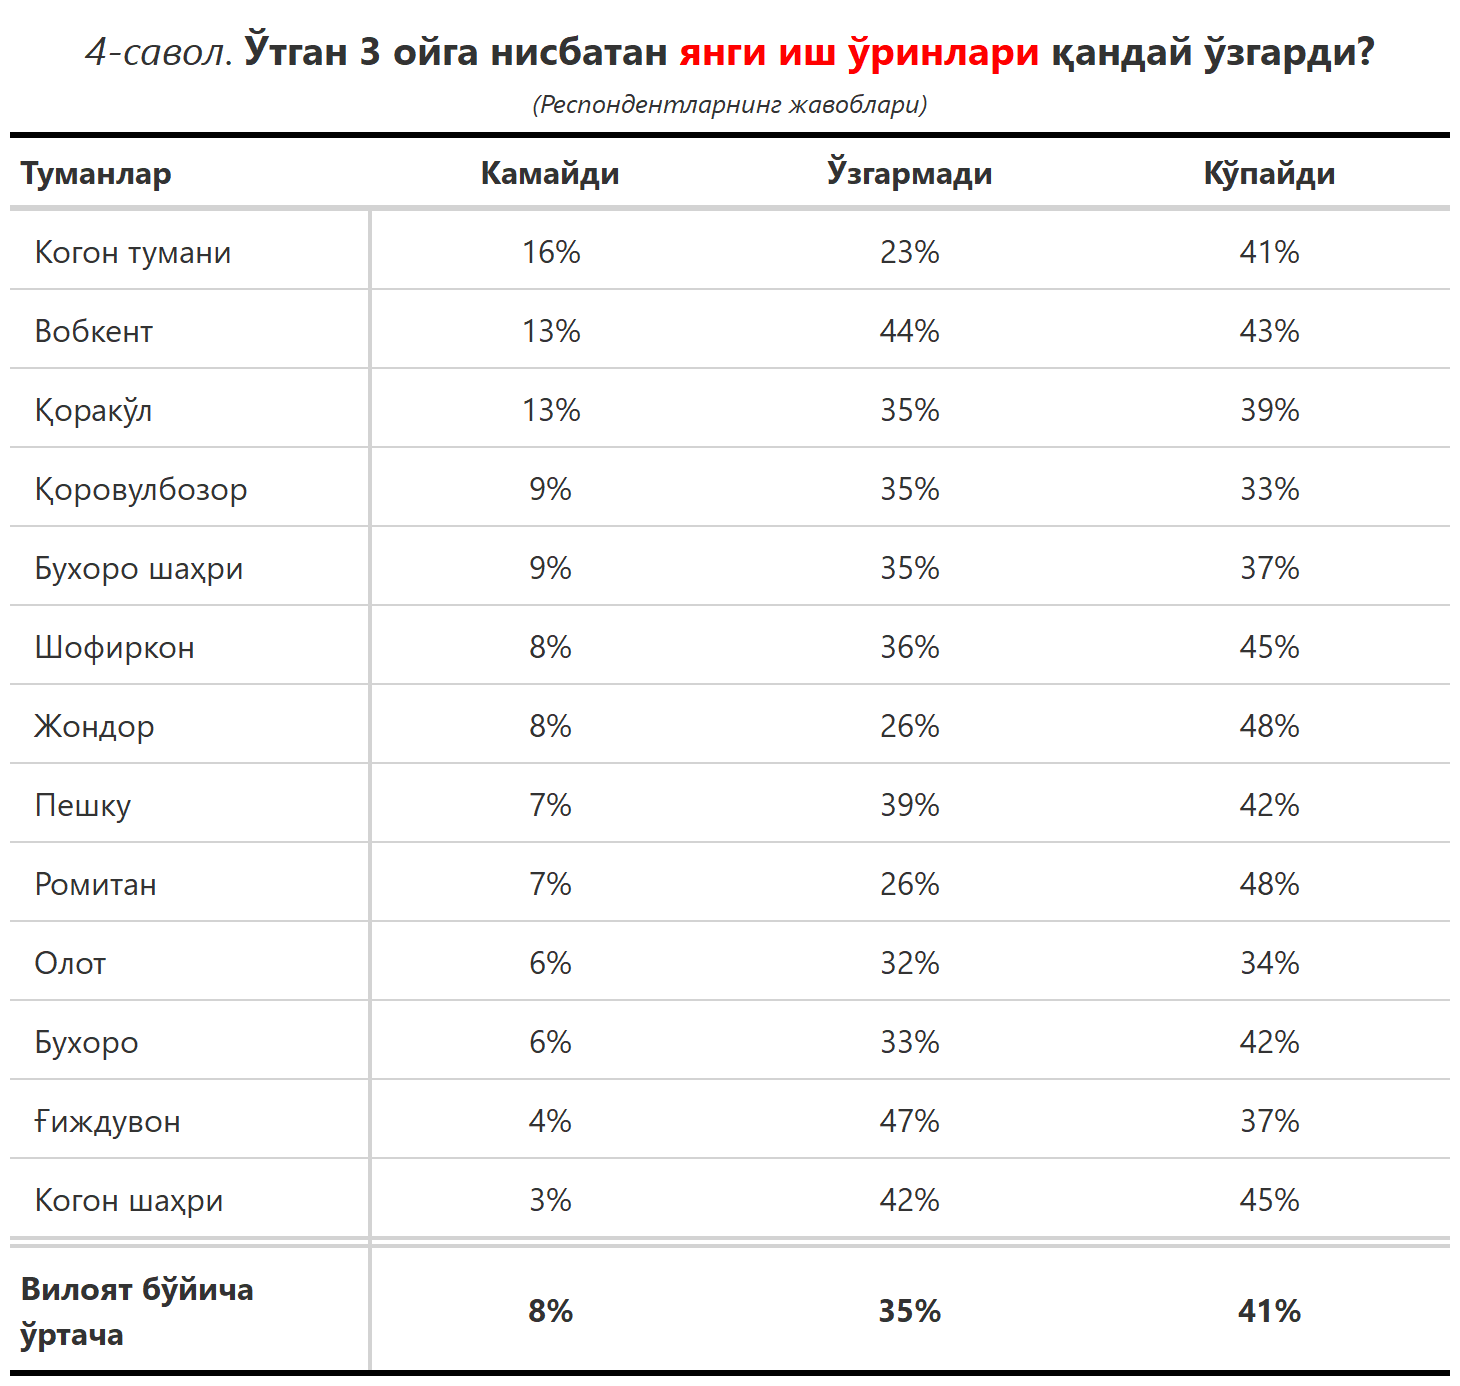 4-савол. Ўтган 3 ойга нисбатан янги иш ўринлари қандай ўзгарди?
(Респондентларнинг жавоблари)
Туманлар Камайди Ўзгармади Кўпайди
Когон тумани 16% 23% 41%
Вобкент 13% 44% 43%
Қоракўл 13% 35% 39%
Қоровулбозор 9% 35% 33%
Бухоро шаҳри 9% 35% 37%
Шофиркон 8% 36% 45%
Жондор 8% 26% 48%
Пешку 7% 39% 42%
Ромитан 7% 26% 48%
Олот 6% 32% 34%
Бухоро 6% 33% 42%
Ғиждувон 4% 47% 37%
Когон шаҳри 3% 42% 45%
Вилоят бўйича
ўртача 8% 35% 41%